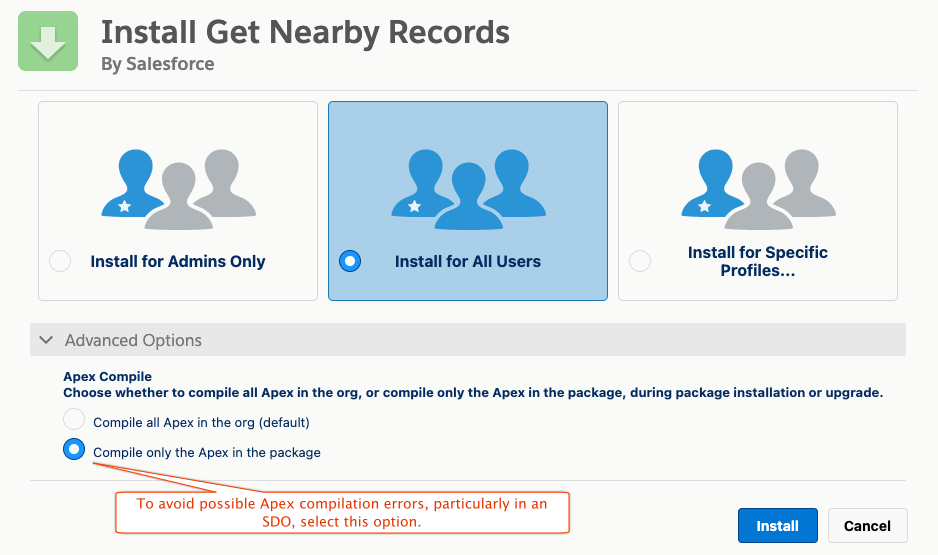 Install Get Nearby Records
By Salesforce
Install for Admins Only
Install for All Users
Install for Specific
Profiles...
Advanced Options
Apex Compile
Choose whether to compile all Apex in the org, or compile only the Apex in the package, during package installation or upgrade.
Compile all Apex in the org (default)
Compile only the Apex in the package
To avoid possible Apex compilation errors, particularly in an
SDO, select this option.
Install
Cancel